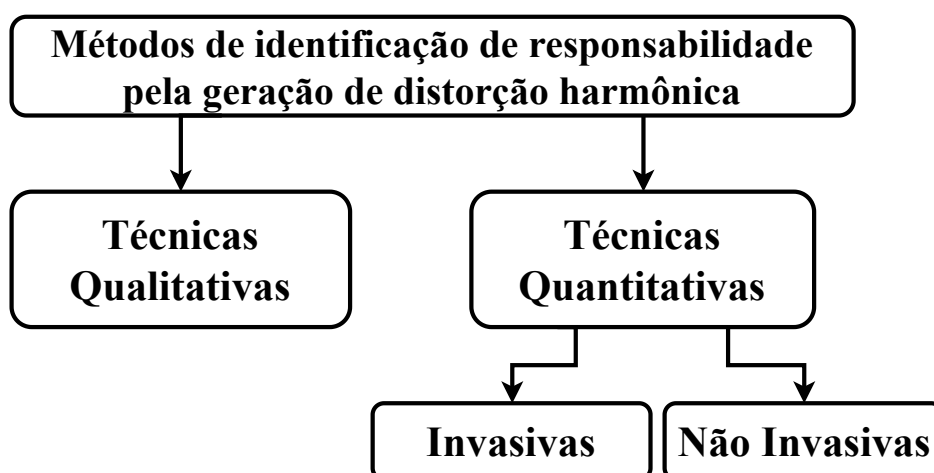 Métodos de identificação de responsabilidade
pela geração de distorção harmônica
Técnicas
Qualitativas
Técnicas
Quantitativas
Invasivas
Não Invasivas